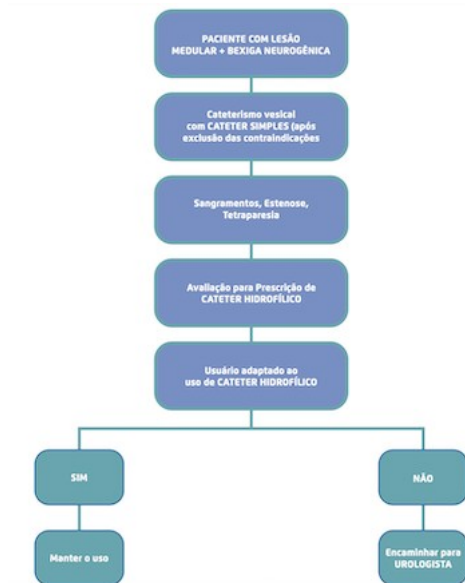 PACIENTE COM LESÃO
MEDULAR + BEXIGA NEUROGÊNICA
Cateterismo vesical
com CATETER SIMPLES (após
exclusão das contraindicações
Sangramentos, Estenose,
Tetraparesia
Avaliação para Prescrição de
CATETER HIDROFÍLICO
Usuário adaptado ao
uso de CATETER HIDROFÍLICO
SIM
NÃO
Manter o uso
Encaminhar para
UROLOGISTA